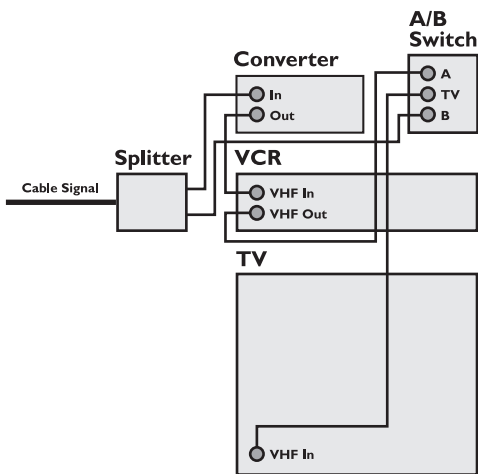 A/B
Switch
Converter
A
In
TV
Out
B
Splitter
VCR
Cable Signal
VHF In
VHF Out
TV
VHF In